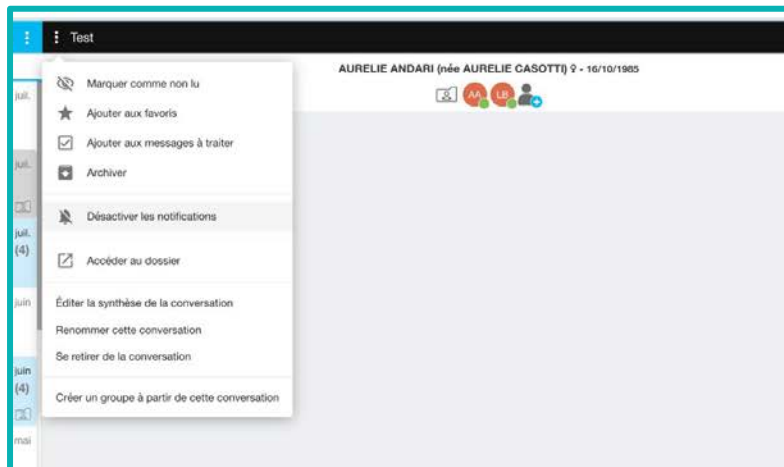 Test
AURELIE ANDARI (née AURELIE CASOTTI) ♀ - 16/10/1985
AA LB
juil.
juil.
juil.
(4)
juin
juin
(4)
mai
Marquer comme non lu
Ajouter aux favoris
Ajouter aux messages à traiter
Archiver
Désactiver les notifications
Accéder au dossier
Éditer la synthèse de la conversation
Renommer cette conversation
Se retirer de la conversation
Créer un groupe à partir de cette conversation